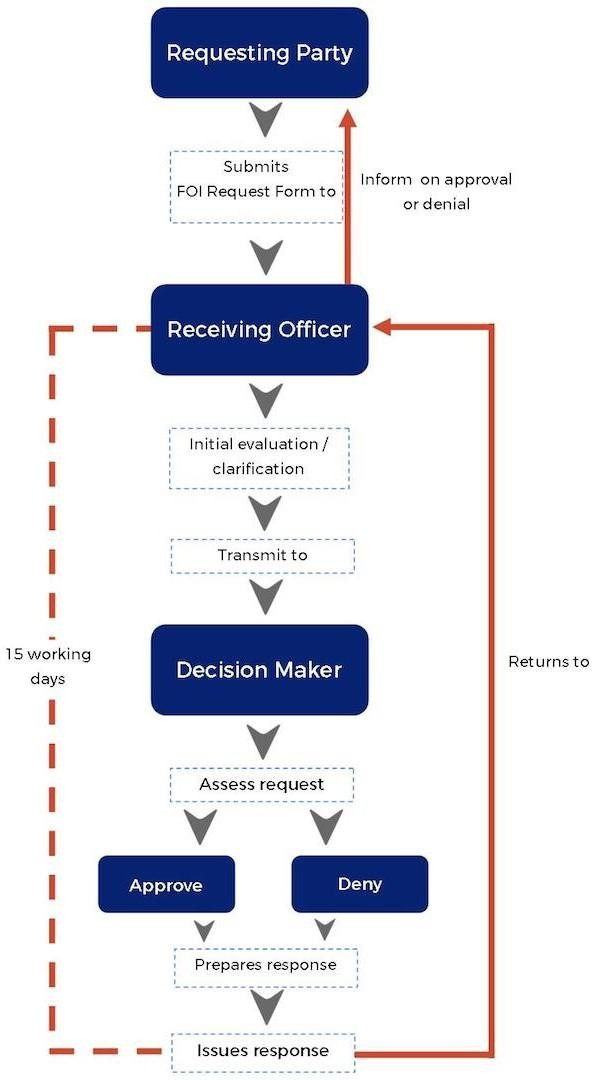 Requesting Party
Submits
FOI Request Form to
Inform on approval
or denial
Receiving Officer
Initial evaluation /
clarification
Transmit to
15 working
days
Decision Maker
Returns to
Assess request
Approve
Deny
Prepares response
Issues response